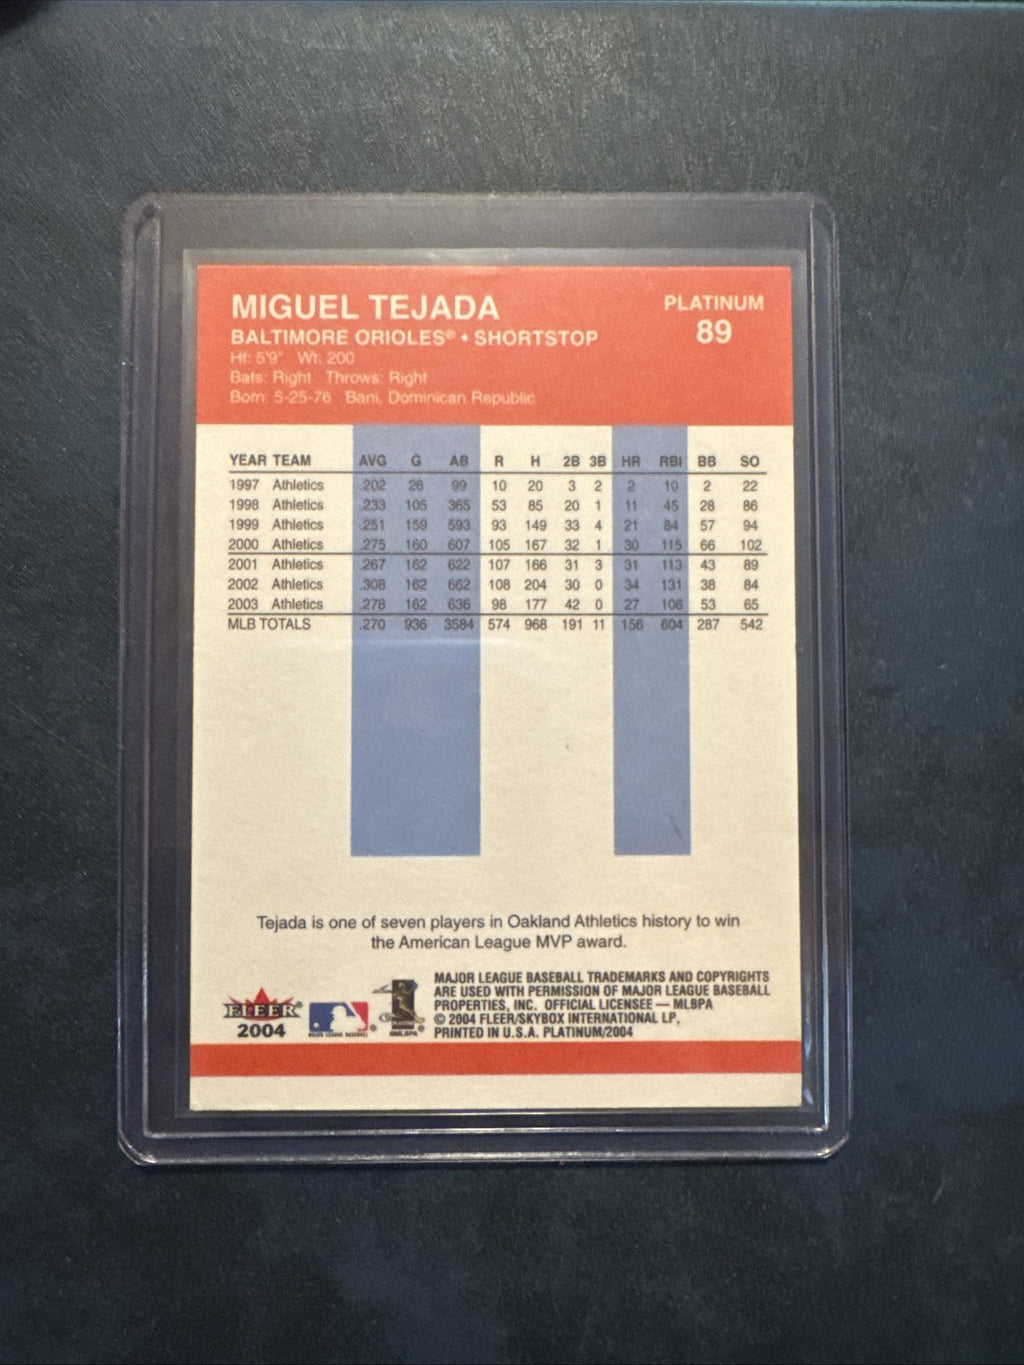 MIGUEL TEJADA
PLATINUM
89
BALTIMORE ORIOLES® • SHORTSTOP
Ht: 5'9" Wt: 200
Bats: Right Throws: Right
Born: 5-25-76 Bani, Dominican Republic
YEAR TEAM AVG G AB R H 2B 3B HR RBI BB SO
1997 Athletics .202 26 99 10 20 3 2 2 10 2 22
1998 Athletics .233 105 365 53 85 20 1 11 45 28 86
1999 Athletics .251 159 593 93 149 33 4 21 84 57 94
2000 Athletics .275 160 607 105 167 32 1 30 115 66 102
2001 Athletics .267 162 622 107 166 31 3 31 113 43 89
2002 Athletics .308 162 662 108 204 30 0 34 131 38 84
2003 Athletics .278 162 636 98 177 42 0 27 106 53 65
MLB TOTALS .270 936 3584 574 968 191 11 156 604 287 542
Tejada is one of seven players in Oakland Athletics history to win
the American League MVP award.
FLEER®
2004
MAJOR LEAGUE BASEBALL
®
®
©MLBPA
MAJOR LEAGUE BASEBALL TRADEMARKS AND COPYRIGHTS
ARE USED WITH PERMISSION OF MAJOR LEAGUE BASEBALL
PROPERTIES, INC. OFFICIAL LICENSEE — MLBPA
© 2004 FLEER/SKYBOX INTERNATIONAL LP,
PRINTED IN U.S.A. PLATINUM/2004